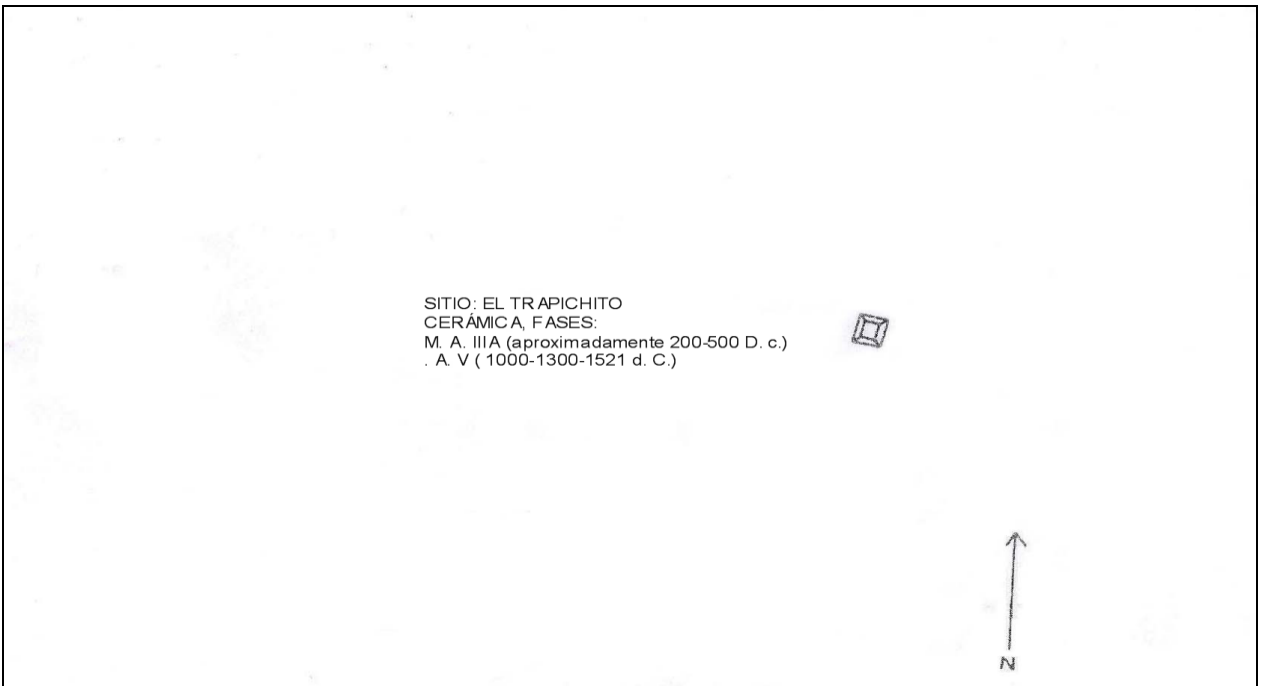 SITIO: EL TRAPICHITO
CERÁMICA, FASES:
M. A. IIIA (aproximadamente 200-500 D. c.)
. A. V ( 1000-1300-1521 d. C.)
N